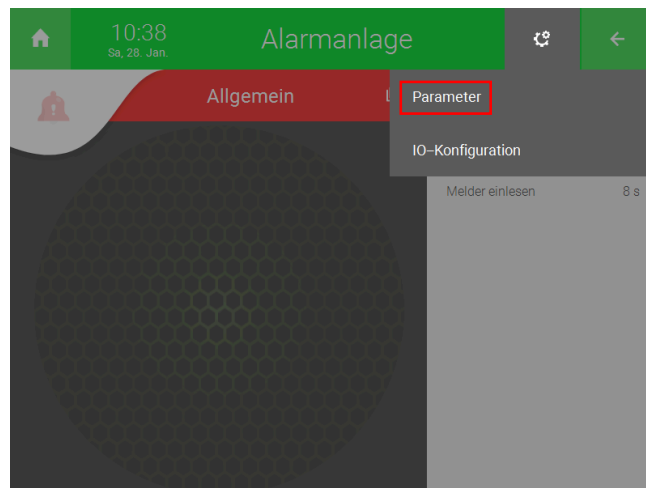 10:38
Sa, 28. Jan.
Alarmanlage
Allgemein
Parameter
IO–Konfiguration
Melder einlesen 8 s